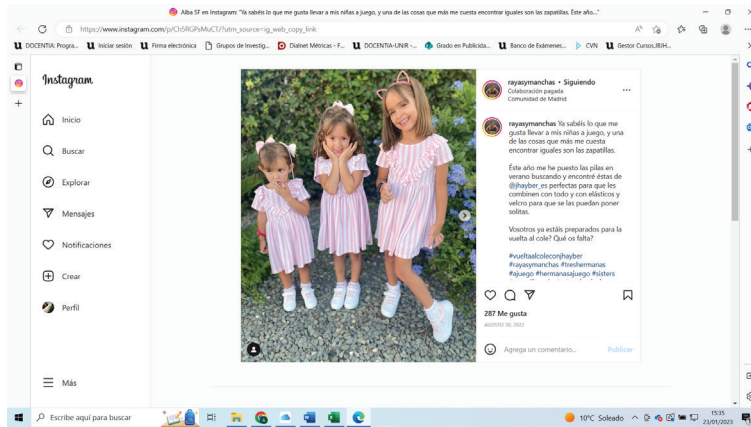 Alba SF en Instagram: "Ya sabéis lo que me gusta llevar a mis niñas a juego, y una de las cosas que más me cuesta encontrar iguales son las zapatillas. Este año..."
https://www.instagram.com/p/Ch5RGPsMuCT/?utm_source=ig_web_copy_link
DOCENTIA: Progra... Iniciar sesión Firma electrónica Grupos de Investig... Dialnet Métricas - F... DOCENTIA-UNIR -... Grado en Publicida... Banco de Exámenes... CVN Gestor Cursos.JBJH...
Instagram
Inicio
Buscar
Explorar
Mensajes
Notificaciones
Crear
Perfil
Más
rayasymanchas • Siguiendo
Colaboración pagada
Comunidad de Madrid
rayasymanchas Ya sabéis lo que me
gusta llevar a mis niñas a juego, y una
de las cosas que más me cuesta
encontrar iguales son las zapatillas.
Éste año me he puesto las pilas en
verano buscando y encontré éstas de
@jhayber_es perfectas para que les
combinen con todo y con elásticos y
velcro para que se las puedan poner
solitas.
Vosotros ya estáis preparados para la
vuelta al cole? Qué os falta?
#vueltaalcoleconjhayber
#rayasymanchas #treshermanas
#ajuego #hermanasajuego #sisters
287 Me gusta
AGOSTO 30, 2022
Agrega un comentario... Publicar
Escribe aquí para buscar
10°C Soleado
15:35
23/01/2023